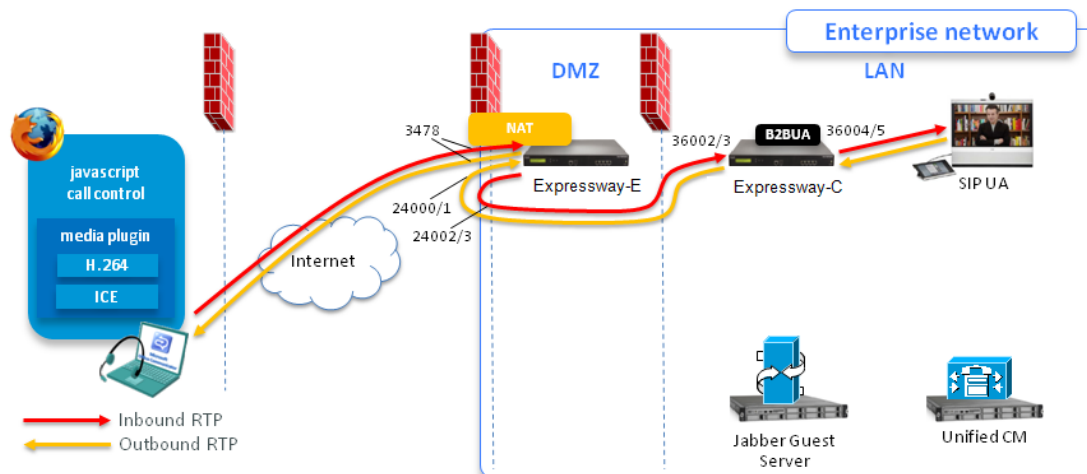 Enterprise network
DMZ
LAN
NAT
3478
B2BUA
36002/3
36004/5
javascript
call control
Expressway-E
Expressway-C
SIP UA
24000/1
media plugin
24002/3
H.264
Internet
ICE
Inbound RTP
Outbound RTP
Jabber Guest
Server
Unified CM